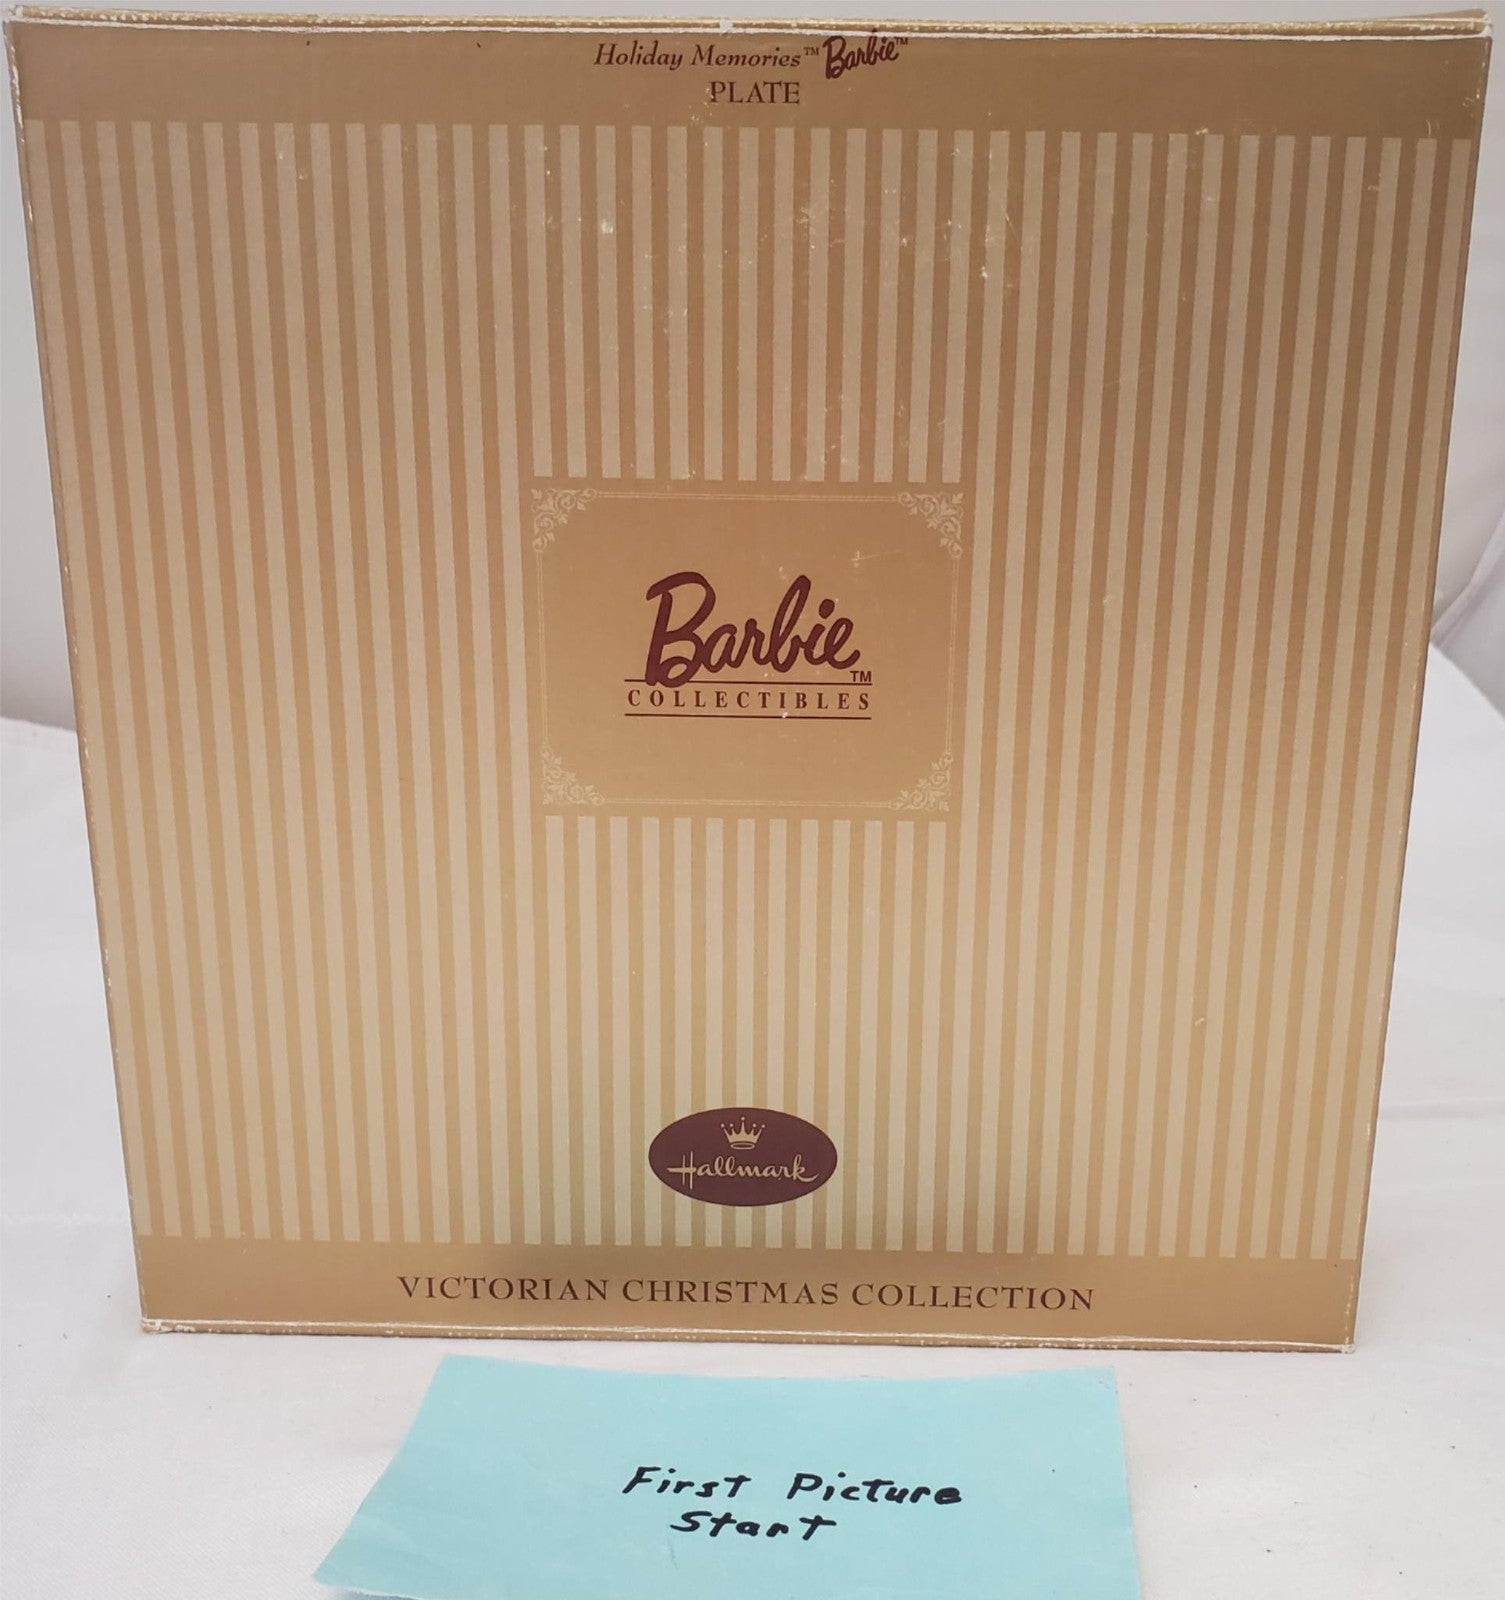 Holiday Memories™ Barbie™
PLATE
Barbie™
COLLECTIBLES
Hallmark
VICTORIAN CHRISTMAS COLLECTION
First Picture
Start